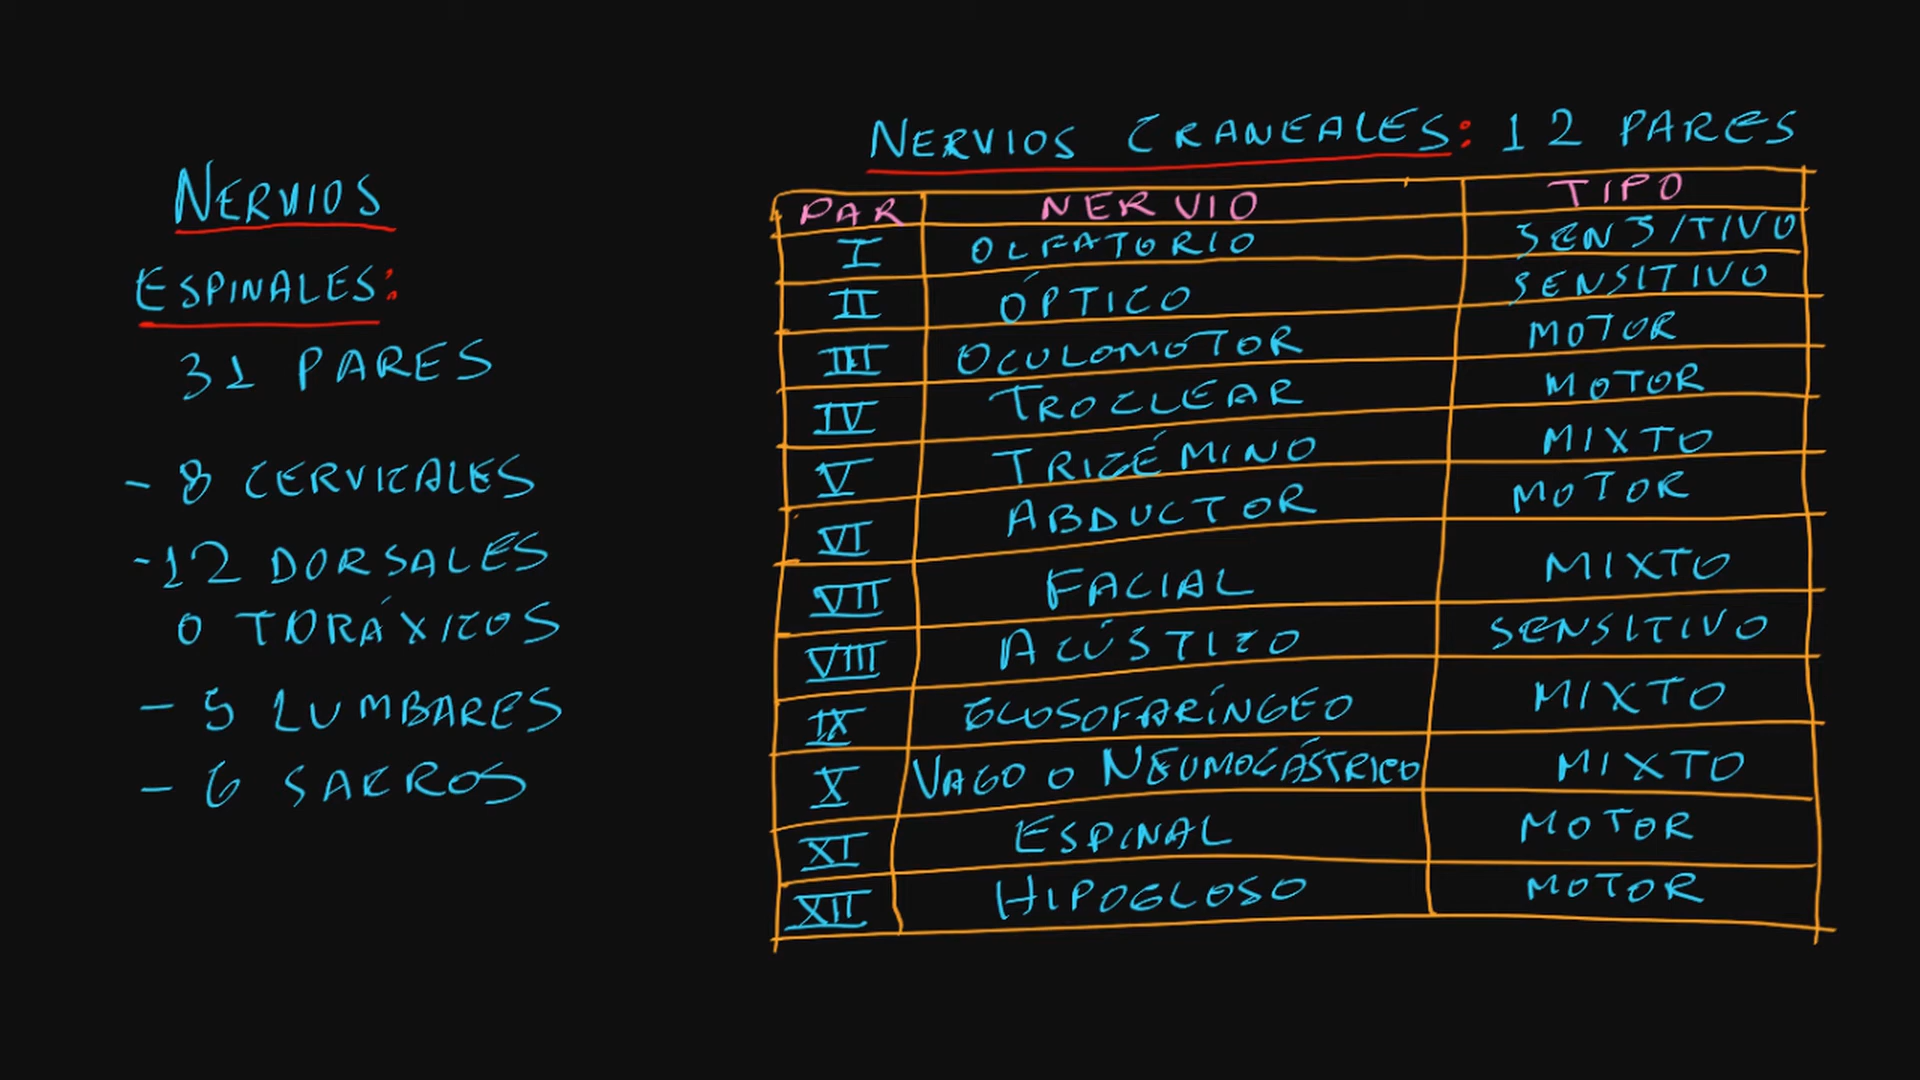 NERVIOS
ESPINALES:
31 PARES
- 8 CERVICALES
- 12 DORSALES
O TORÁXICOS
- 5 LUMBARES
- 6 SACROS
NERVIOS CRANEALES: 12 PARES
PAR NERVIO TIPO
I OLFATORIO SENSITIVO
II ÓPTICO SENSITIVO
III OCULOMOTOR MOTOR
IV TROCLEAR MOTOR
V TRIGÉMINO MIXTO
VI ABDUCTOR MOTOR
VII FACIAL MIXTO
VIII ACÚSTICO SENSITIVO
IX GLOSOFARÍNGEO MIXTO
X VAGO O NEUMOGÁSTRICO MIXTO
XI ESPINAL MOTOR
XII HIPOGLOSO MOTOR